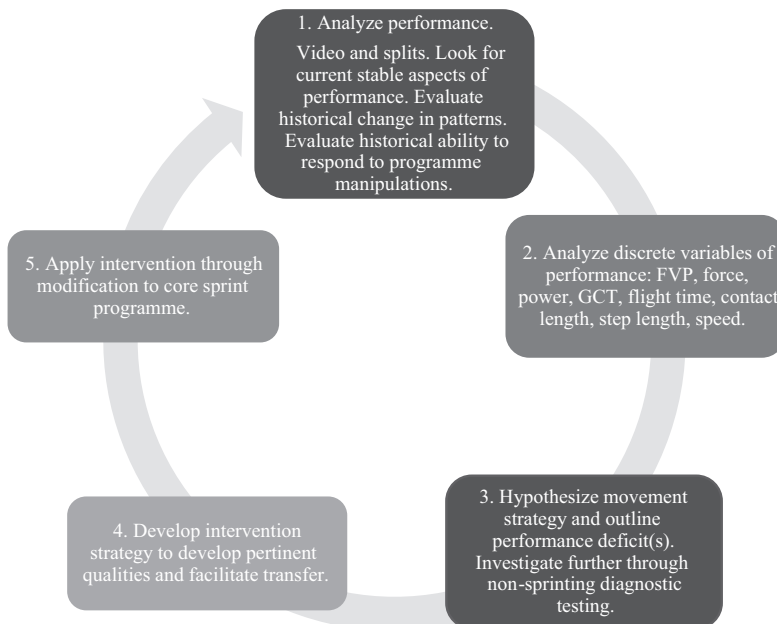 1. Analyze performance.
Video and splits. Look for
current stable aspects of
performance. Evaluate
historical change in patterns.
Evaluate historical ability to
respond to programme
manipulations.
2. Analyze discrete variables of
performance: FVP, force,
power, GCT, flight time, contact
length, step length, speed.
3. Hypothesize movement
strategy and outline
performance deficit(s).
Investigate further through
non-sprinting diagnostic
testing.
4. Develop intervention
strategy to develop pertinent
qualities and facilitate transfer.
5. Apply intervention through
modification to core sprint
programme.